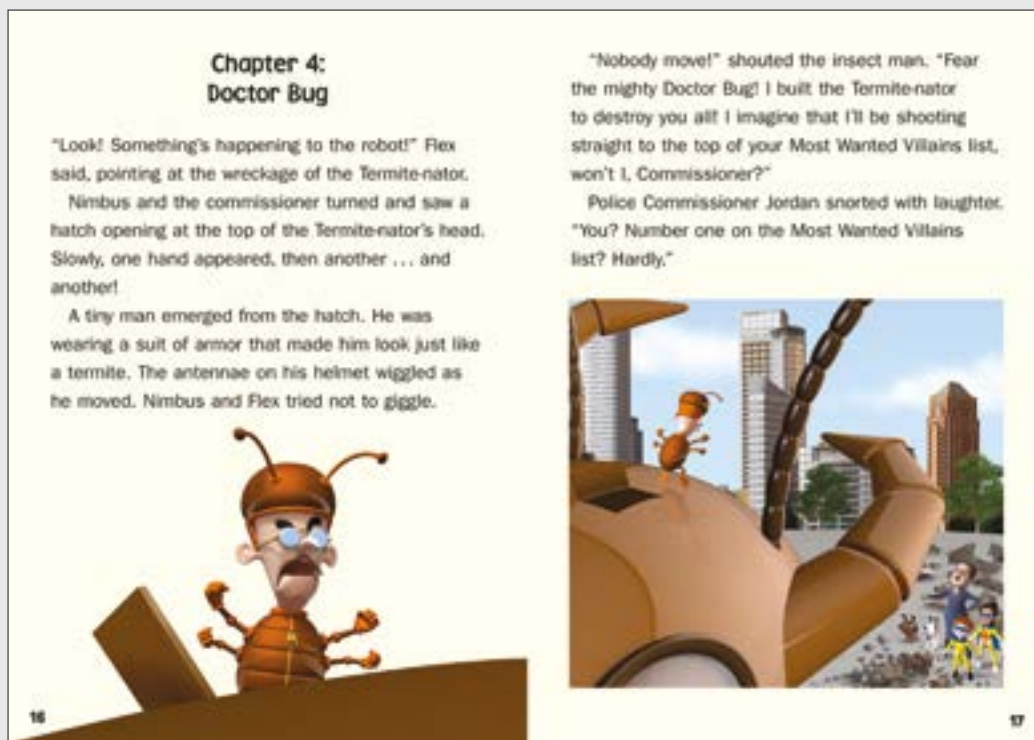 Chapter 4:
Doctor Bug
“Look! Something’s happening to the robot!” Flex
said, pointing at the wreckage of the Termite-nator.
Nimbus and the commissioner turned and saw a
hatch opening at the top of the Termite-nator’s head.
Slowly, one hand appeared, then another ... and
another!
A tiny man emerged from the hatch. He was
wearing a suit of armor that made him look just like
a termite. The antennae on his helmet wiggled as
he moved. Nimbus and Flex tried not to giggle.
16
“Nobody move!” shouted the insect man. “Fear
the mighty Doctor Bug! I built the Termite-nator
to destroy you all! I imagine that I’ll be shooting
straight to the top of your Most Wanted Villains list,
won’t I, Commissioner?”
Police Commissioner Jordan snorted with laughter.
“You? Number one on the Most Wanted Villains
list? Hardly.”
17